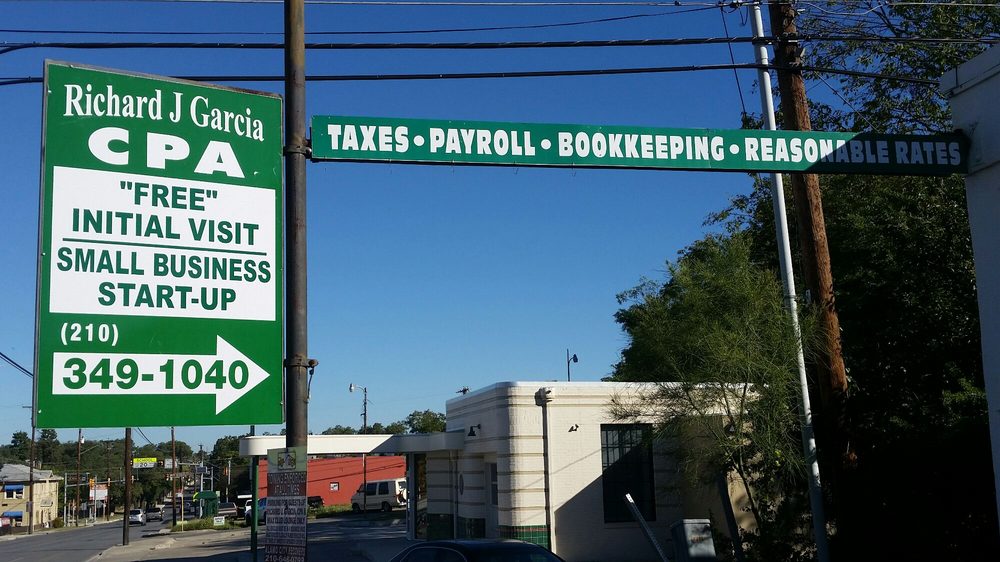 Richard J Garcia
CPA
"FREE"
INITIAL VISIT
SMALL BUSINESS
START-UP
(210)
349-1040
TAXES • PAYROLL • BOOKKEEPING • REASONABLE RATES